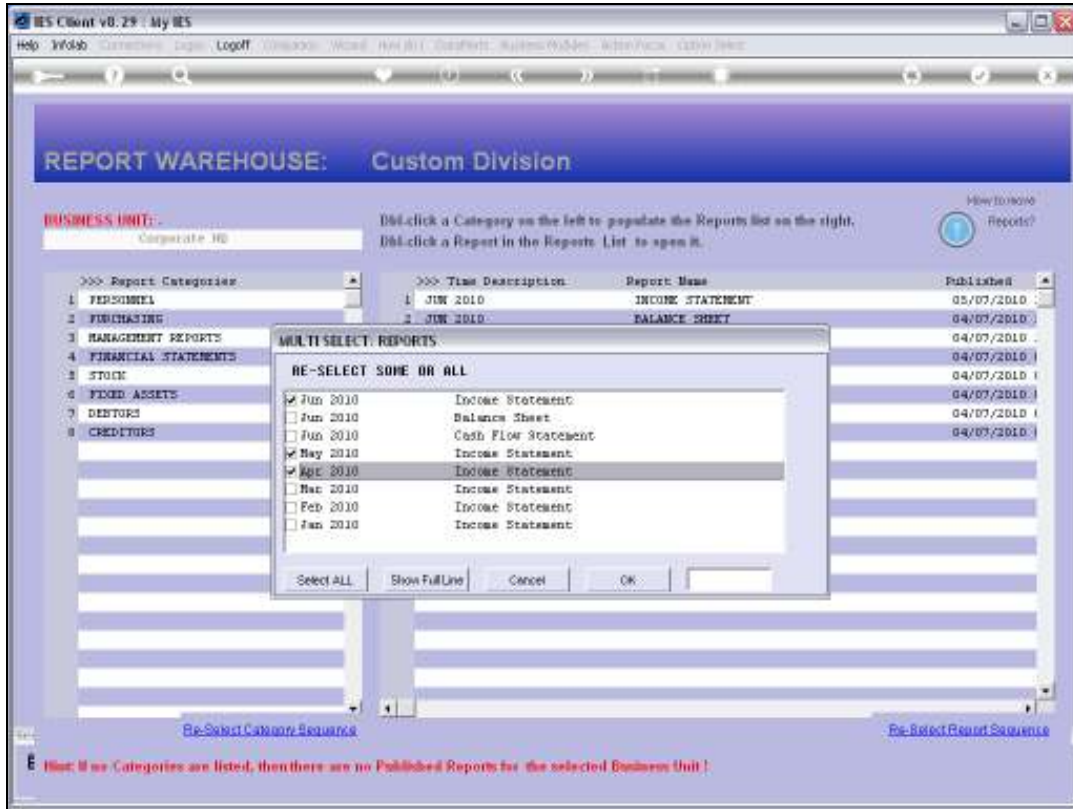 IES Client v8.29 : My IES
Help Infolab Logon Logoff
REPORT WAREHOUSE: Custom Division
How to move
Reports?
BUSINESS UNIT: -
Corporate HQ
Dbl-click a Category on the left to populate the Reports list on the right.
Dbl-click a Report in the Reports List to open it.
>>> Report Categories
1 PERSONNEL
2 PURCHASING
3 MANAGEMENT REPORTS
4 FINANCIAL STATEMENTS
5 STOCK
6 FIXED ASSETS
7 DEBTORS
8 CREDITORS
>>> Time Description Report Name Published
1 JUN 2010 INCOME STATEMENT 05/07/2010
2 JUN 2010 BALANCE SHEET 04/07/2010
04/07/2010
04/07/2010
04/07/2010
04/07/2010
04/07/2010
04/07/2010
MULTI SELECT: REPORTS
RE-SELECT SOME OR ALL
Jun 2010 Income Statement
Jun 2010 Balance Sheet
Jun 2010 Cash Flow Statement
May 2010 Income Statement
Apr 2010 Income Statement
Mar 2010 Income Statement
Feb 2010 Income Statement
Jan 2010 Income Statement
Select ALL Show Full Line Cancel OK
Re-Select Category Sequence
Re-Select Report Sequence
Hint: If no Categories are listed, then there are no Published Reports for the selected Business Unit !